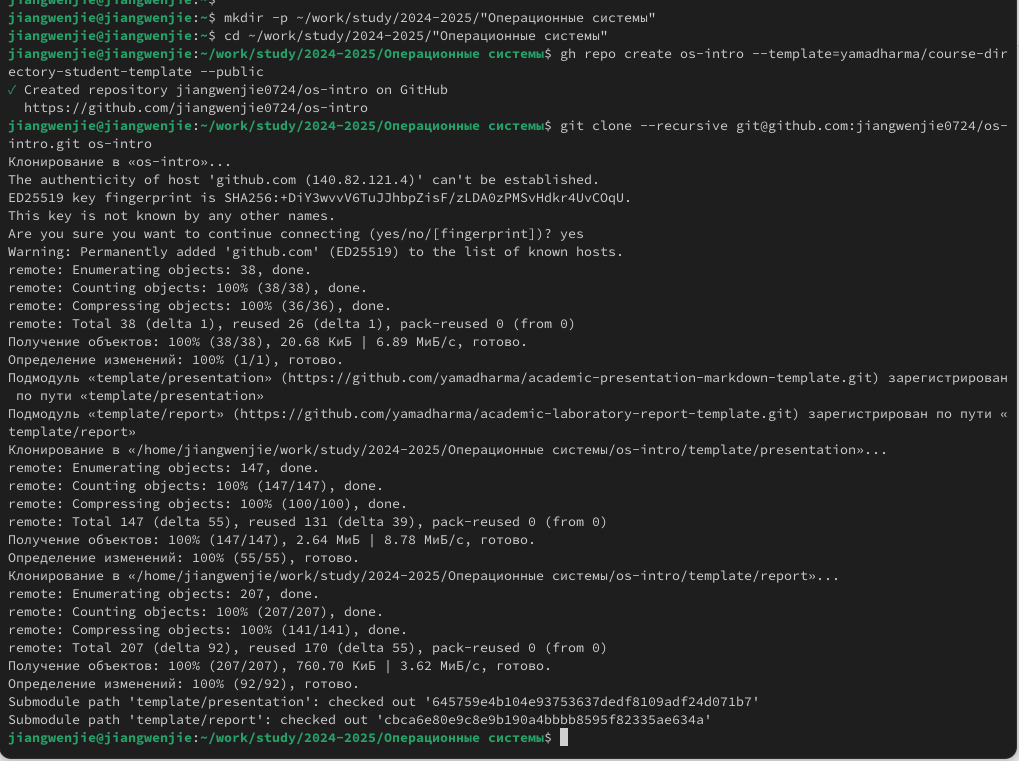 jiangwenjie@jiangwenjie:~$
jiangwenjie@jiangwenjie:~$ mkdir -p ~/work/study/2024-2025/"Операционные системы"
jiangwenjie@jiangwenjie:~$ cd ~/work/study/2024-2025/"Операционные системы"
jiangwenjie@jiangwenjie:~/work/study/2024-2025/Операционные системы$ gh repo create os-intro --template=yamadharma/course-dir
ectory-student-template --public
✓ Created repository jiangwenjie0724/os-intro on GitHub
https://github.com/jiangwenjie0724/os-intro
jiangwenjie@jiangwenjie:~/work/study/2024-2025/Операционные системы$ git clone --recursive git@github.com:jiangwenjie0724/os-
intro.git os-intro
Клонирование в «os-intro»...
The authenticity of host 'github.com (140.82.121.4)' can't be established.
ED25519 key fingerprint is SHA256:+DiY3wvvV6TuJJhbpZisF/zLDA0zPMSvHdkr4UvCOqU.
This key is not known by any other names.
Are you sure you want to continue connecting (yes/no/[fingerprint])? yes
Warning: Permanently added 'github.com' (ED25519) to the list of known hosts.
remote: Enumerating objects: 38, done.
remote: Counting objects: 100% (38/38), done.
remote: Compressing objects: 100% (36/36), done.
remote: Total 38 (delta 1), reused 26 (delta 1), pack-reused 0 (from 0)
Получение объектов: 100% (38/38), 20.68 КиБ | 6.89 МиБ/с, готово.
Определение изменений: 100% (1/1), готово.
Подмодуль «template/presentation» (https://github.com/yamadharma/academic-presentation-markdown-template.git) зарегистрирован
по пути «template/presentation»
Подмодуль «template/report» (https://github.com/yamadharma/academic-laboratory-report-template.git) зарегистрирован по пути «
template/report»
Клонирование в «/home/jiangwenjie/work/study/2024-2025/Операционные системы/os-intro/template/presentation»...
remote: Enumerating objects: 147, done.
remote: Counting objects: 100% (147/147), done.
remote: Compressing objects: 100% (100/100), done.
remote: Total 147 (delta 55), reused 131 (delta 39), pack-reused 0 (from 0)
Получение объектов: 100% (147/147), 2.64 МиБ | 8.78 МиБ/с, готово.
Определение изменений: 100% (55/55), готово.
Клонирование в «/home/jiangwenjie/work/study/2024-2025/Операционные системы/os-intro/template/report»...
remote: Enumerating objects: 207, done.
remote: Counting objects: 100% (207/207), done.
remote: Compressing objects: 100% (141/141), done.
remote: Total 207 (delta 92), reused 170 (delta 55), pack-reused 0 (from 0)
Получение объектов: 100% (207/207), 760.70 КиБ | 3.62 МиБ/с, готово.
Определение изменений: 100% (92/92), готово.
Submodule path 'template/presentation': checked out '645759e4b104e93753637dedf8109adf24d071b7'
Submodule path 'template/report': checked out 'cbca6e80e9c8e9b190a4bbbb8595f82335ae634a'
jiangwenjie@jiangwenjie:~/work/study/2024-2025/Операционные системы$